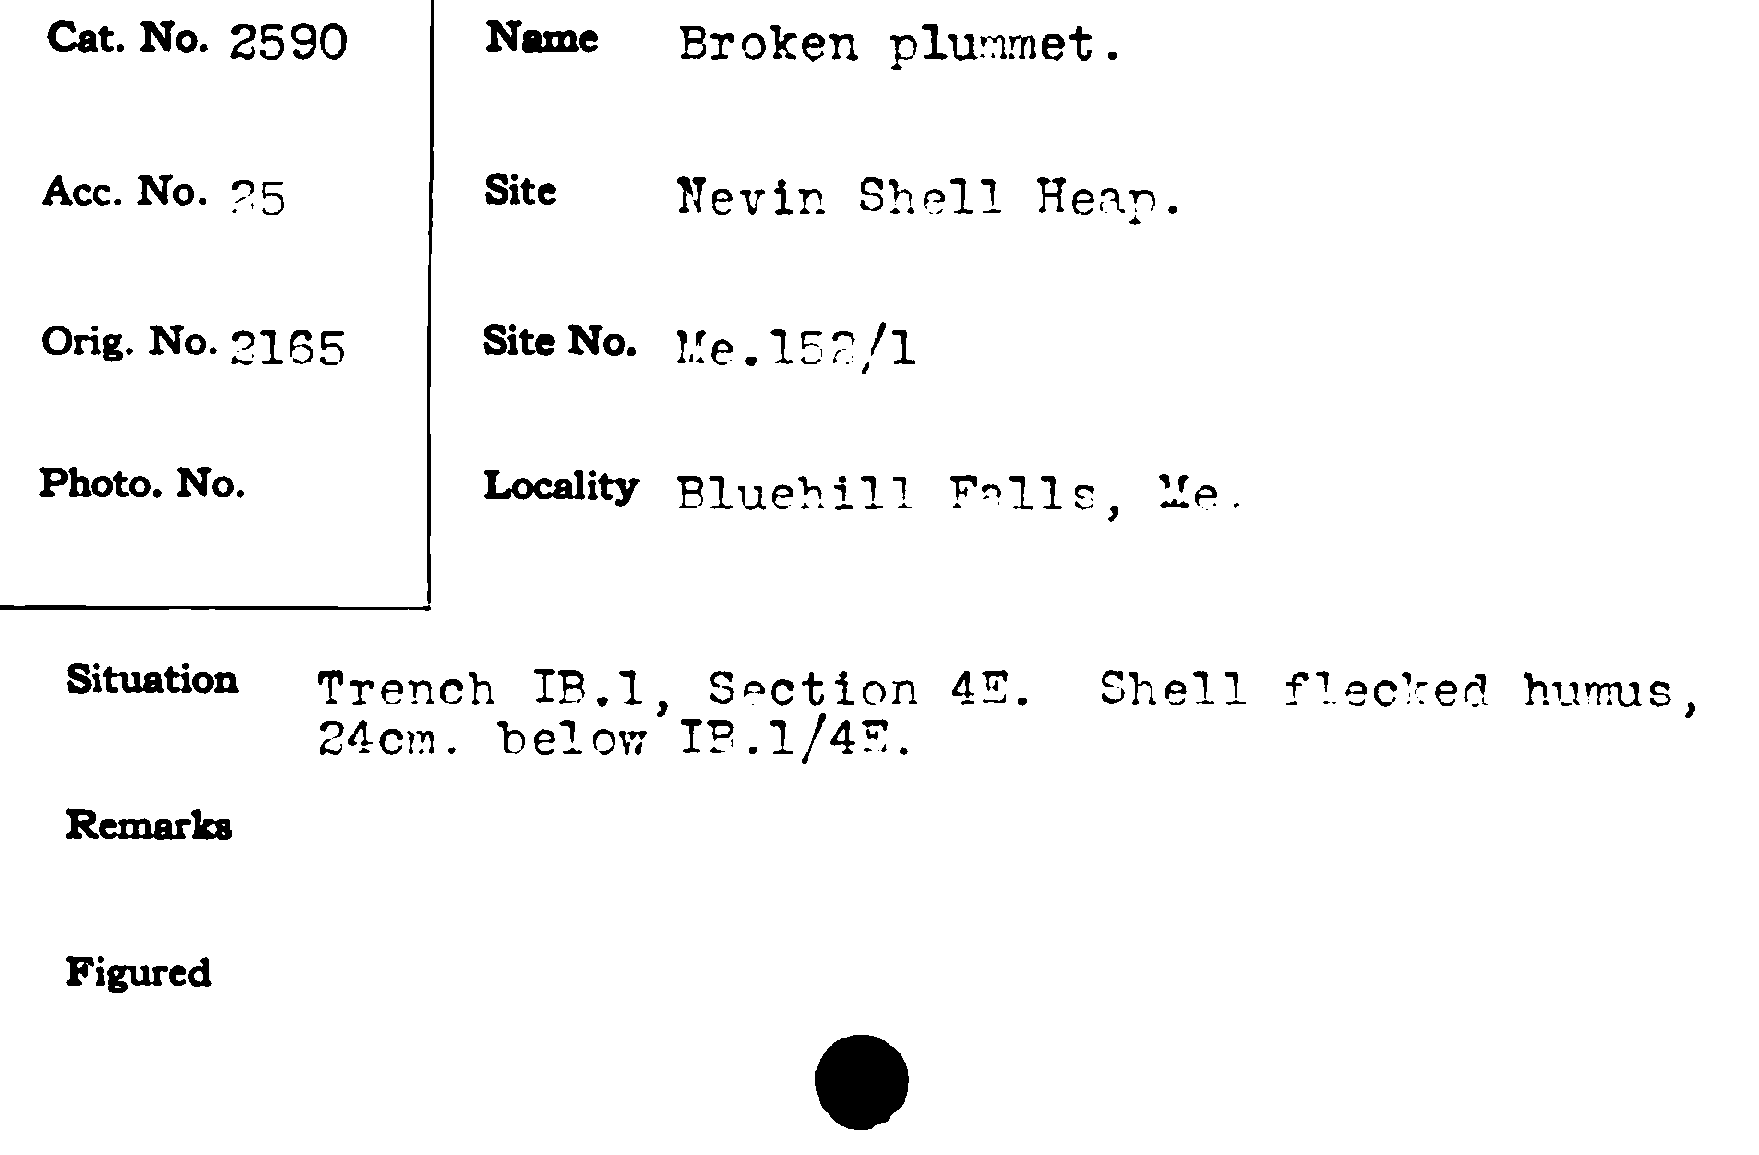 Cat. No. 2590
Name Broken plummet.
Acc. No. 25
Site Nevin Shell Heap.
Orig. No. 2165
Site No. Me.152/1
Photo. No.
Locality Bluehill Falls, Me.
Situation Trench IB.1, Section 4E. Shell flecked humus,
24cm. below IB.1/4E.
Remarks
Figured